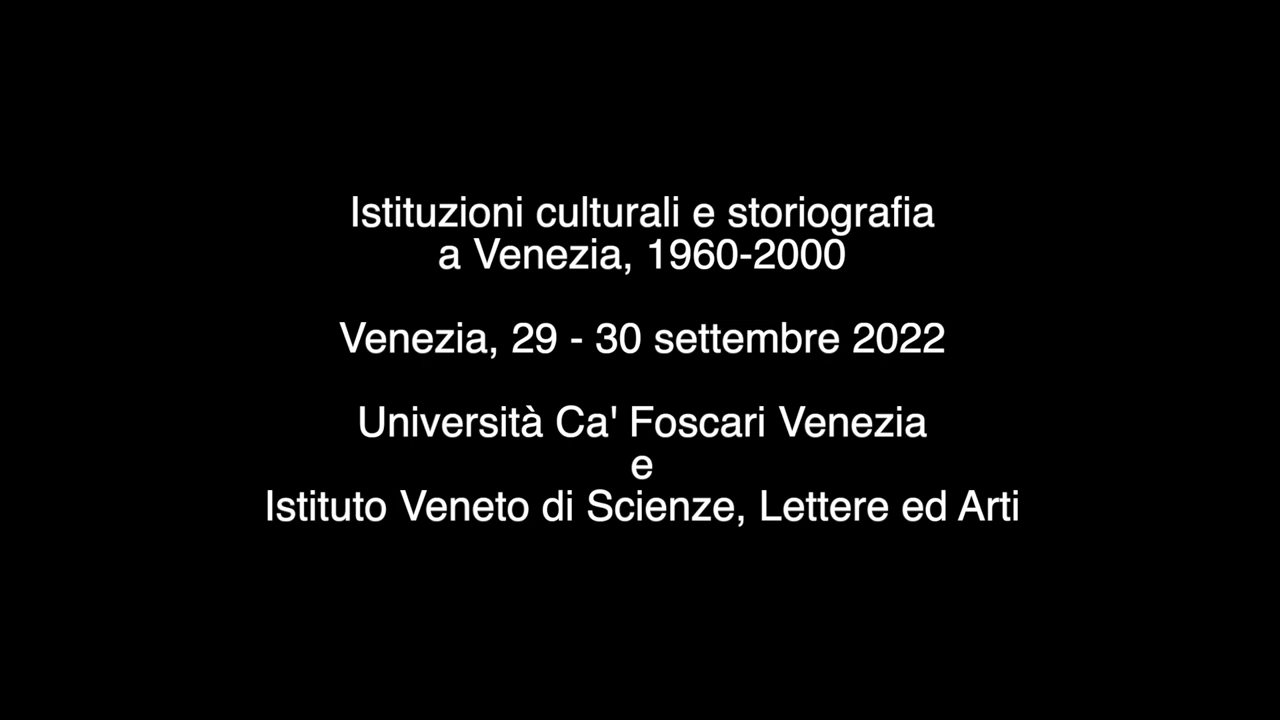 Istituzioni culturali e storiografia
a Venezia, 1960-2000
Venezia, 29 - 30 settembre 2022
Università Ca' Foscari Venezia
e
Istituto Veneto di Scienze, Lettere ed Arti